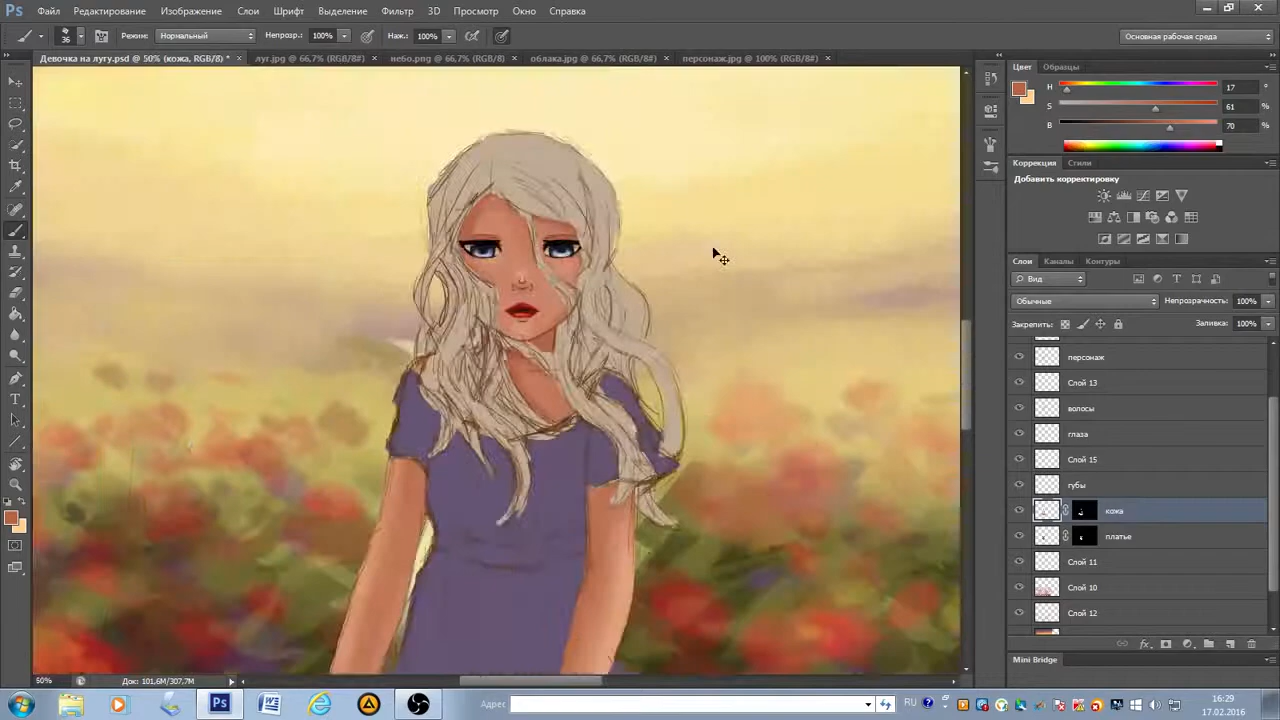 Ps Файл Редактирование Изображение Слои Шрифт Выделение Фильтр 3D Просмотр Окно Справка
36 Режим: Нормальный Непрозр.: 100% Наж.: 100% Основная рабочая среда
Девочка на лугу.psd @ 50% (кожа, RGB/8) * × луг.jpg @ 66,7% (RGB/8#) × небо.png @ 66,7% (RGB/8) × облака.jpg @ 66,7% (RGB/8#) × персонаж.jpg @ 100% (RGB/8#) ×
Цвет Образцы
H 17 °
S 61 %
B 70 %
Коррекция Стили
Добавить корректировку
Слои Каналы Контуры
Вид
Обычные Непрозрачность: 100%
Закрепить: Заливка: 100%
персонаж
Слой 13
волосы
глаза
Слой 15
губы
кожа
платье
Слой 11
Слой 10
Слой 12
Mini Bridge
50% Док: 101,6M/307,7M
Ps Адрес RU 16:29
17.02.2016